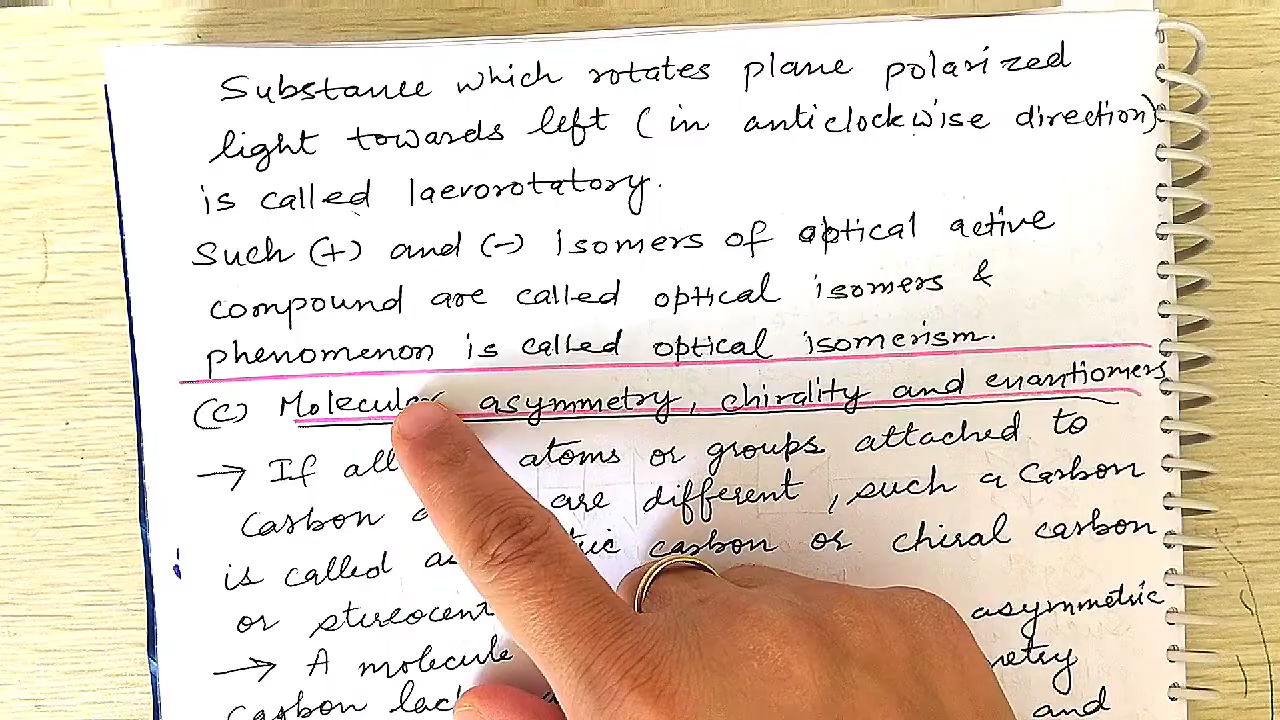 Substance which rotates plane polarized
light towards left (in anticlockwise direction)
is called laevorotatory.
Such (+) and (-) isomers of optical active
compound are called optical isomers &
phenomenon is called optical isomerism.
(C) Molecular asymmetry, chirality and enantiomers
→ If all atoms or groups attached to
Carbon are different, such a Carbon
is called carbon or chiral carbon
or asymmetric
→ A molecule
Carbon and